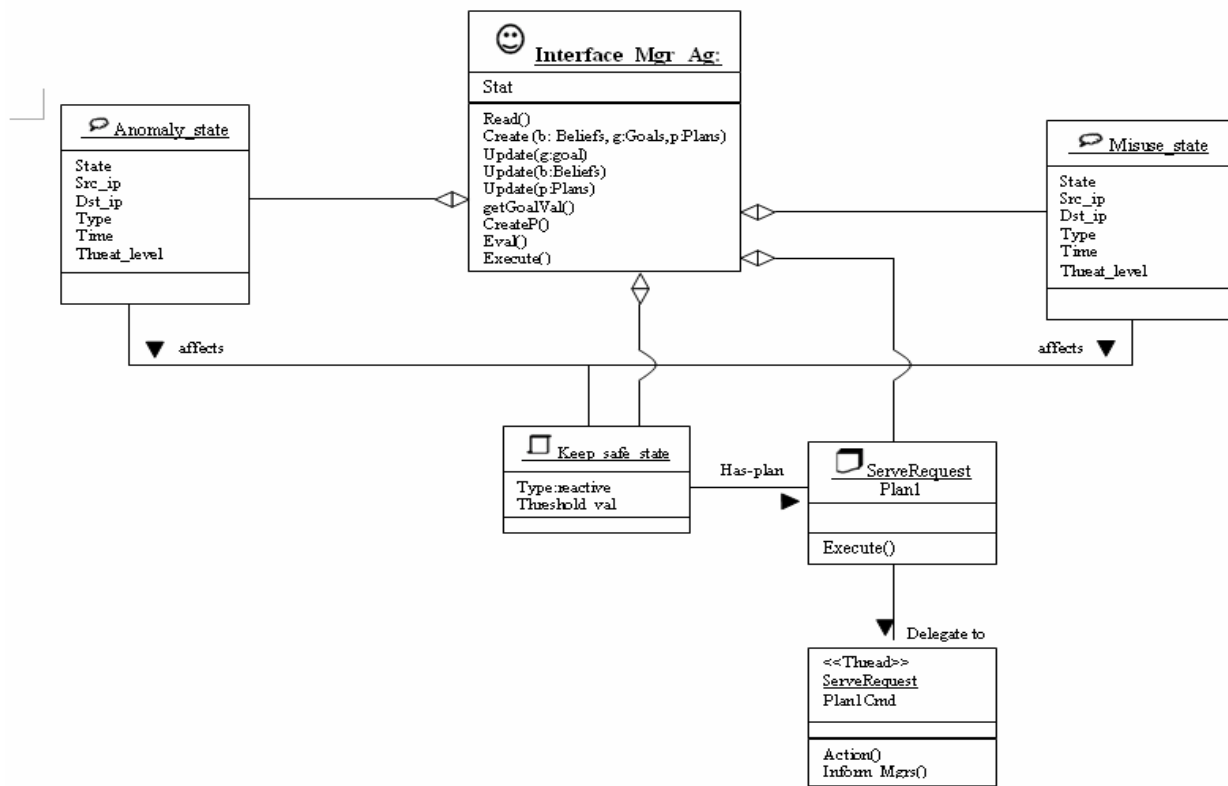 Interface_Mgr_Ag:
Stat
Read()
Create (b: Beliefs, g:Goals,p:Plans)
Update(g:goal)
Update(b:Beliefs)
Update(p:Plans)
getGoalVal()
CreateP()
Eval()
Execute()
Anomaly_state
State
Src_ip
Dst_ip
Type
Time
Threat_level
Misuse_state
State
Src_ip
Dst_ip
Type
Time
Threat_level
affects
affects
Keep_safe_state
Type:reactive
Threshold_val
Has-plan
ServeRequest
Plan1
Execute()
Delegate to
<<Thread>>
ServeRequest
Plan1Cmd
Action()
Inform_Mgrs()